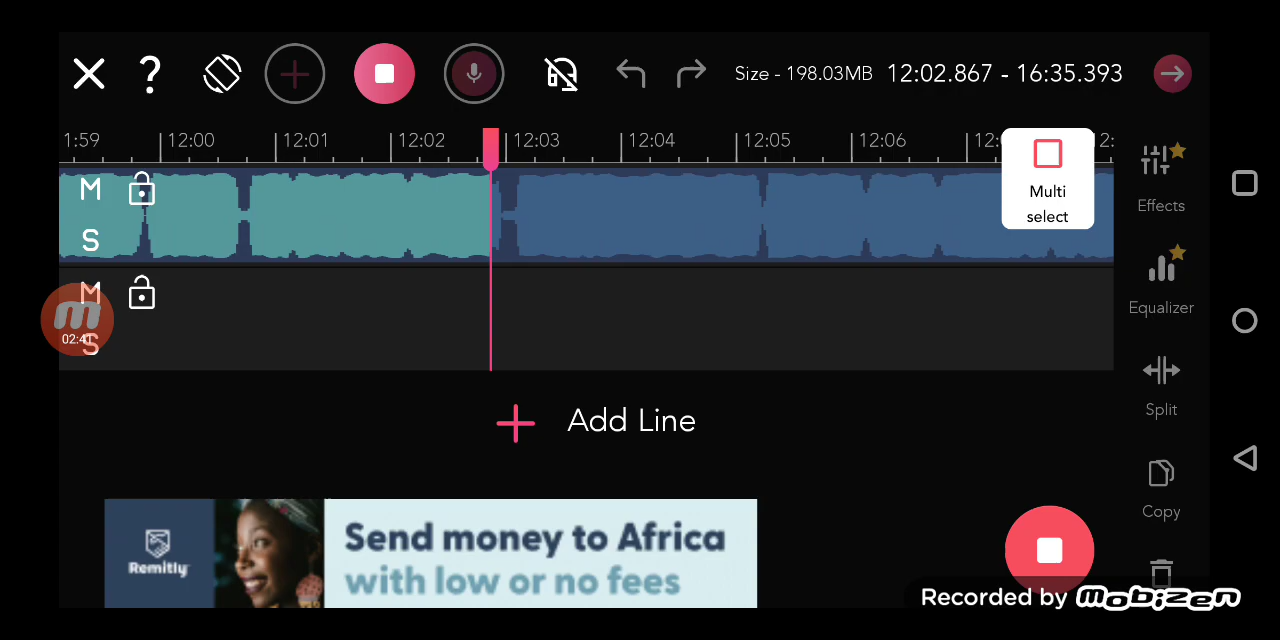 Size - 198.03MB 12:02.867 - 16:35.393
1:59 12:00 12:01 12:02 12:03 12:04 12:05 12:06
M
S
Multi
select
Effects
M
02:41
S
Equalizer
Add Line
Split
Copy
Remitly
Send money to Africa
with low or no fees
Recorded by mobizen